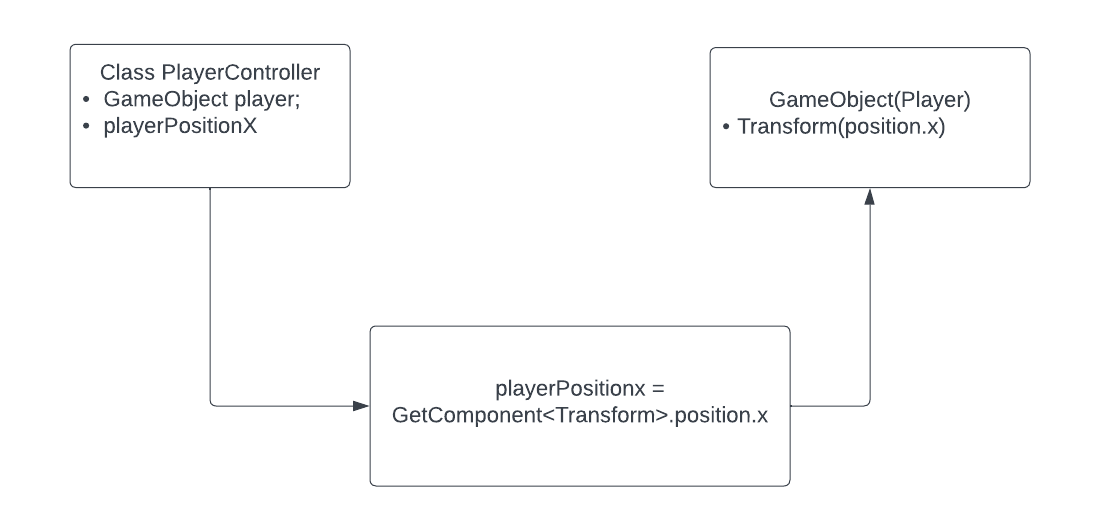 Class PlayerController
• GameObject player;
• playerPositionX
GameObject(Player)
• Transform(position.x)
playerPositionx =
GetComponent<Transform>.position.x